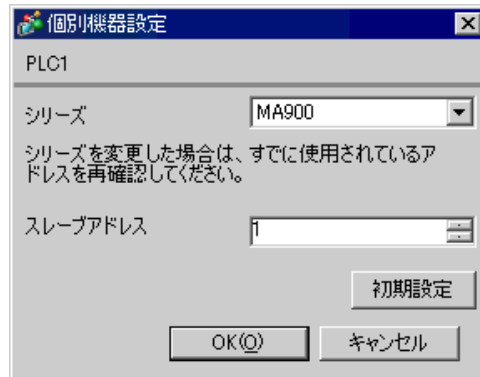 個別機器設定
PLC1
シリーズ MA900
シリーズを変更した場合は、すでに使用されているア
ドレスを再確認してください。
スレーブアドレス 1
初期設定
OK(O) キャンセル